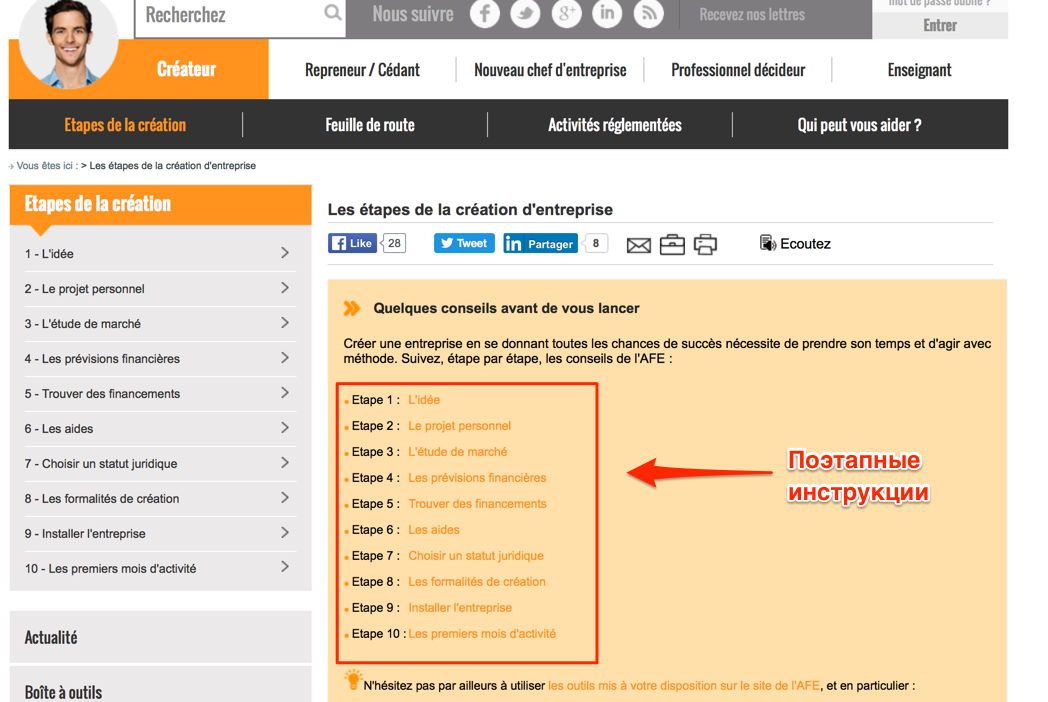 Recherchez
Nous suivre
Recevez nos lettres
mot de passe oublié ?
Entrer
Créateur
Repreneur / Cédant
Nouveau chef d'entreprise
Professionnel décideur
Enseignant
Etapes de la création
Feuille de route
Activités réglementées
Qui peut vous aider ?
Vous êtes ici : > Les étapes de la création d'entreprise
Etapes de la création
1 - L'idée
2 - Le projet personnel
3 - L'étude de marché
4 - Les prévisions financières
5 - Trouver des financements
6 - Les aides
7 - Choisir un statut juridique
8 - Les formalités de création
9 - Installer l'entreprise
10 - Les premiers mois d'activité
Actualité
Boîte à outils
Les étapes de la création d'entreprise
Like 28
Tweet
in Partager 8
Ecoutez
Quelques conseils avant de vous lancer
Créer une entreprise en se donnant toutes les chances de succès nécessite de prendre son temps et d'agir avec
méthode. Suivez, étape par étape, les conseils de l'AFE :
Etape 1 : L'idée
Etape 2 : Le projet personnel
Etape 3 : L'étude de marché
Etape 4 : Les prévisions financières
Etape 5 : Trouver des financements
Etape 6 : Les aides
Etape 7 : Choisir un statut juridique
Etape 8 : Les formalités de création
Etape 9 : Installer l'entreprise
Etape 10 : Les premiers mois d'activité
Поэтапные
инструкции
N'hésitez pas par ailleurs à utiliser les outils mis à votre disposition sur le site de l'AFE, et en particulier :